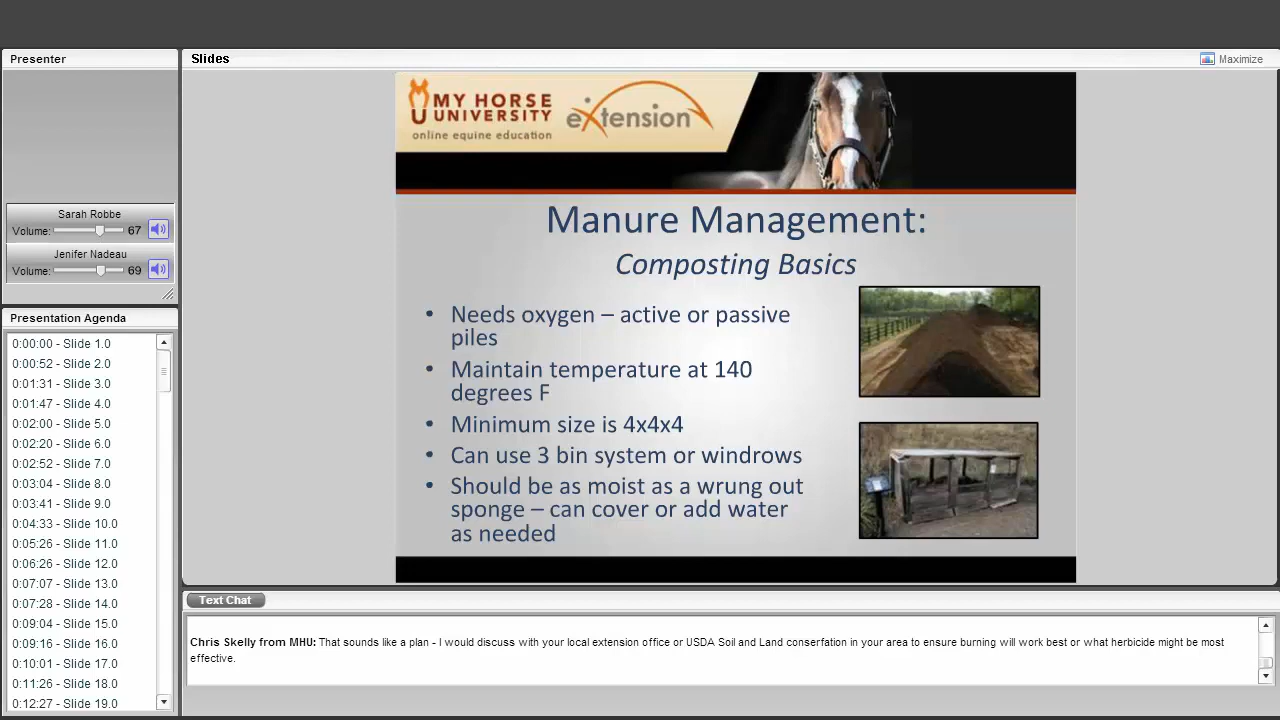 Presenter
Slides
Maximize
Sarah Robbe
Volume: 67
Jenifer Nadeau
Volume: 69
Presentation Agenda
0:00:00 - Slide 1.0
0:00:52 - Slide 2.0
0:01:31 - Slide 3.0
0:01:47 - Slide 4.0
0:02:00 - Slide 5.0
0:02:20 - Slide 6.0
0:02:52 - Slide 7.0
0:03:04 - Slide 8.0
0:03:41 - Slide 9.0
0:04:33 - Slide 10.0
0:05:26 - Slide 11.0
0:06:26 - Slide 12.0
0:07:07 - Slide 13.0
0:07:28 - Slide 14.0
0:09:04 - Slide 15.0
0:09:16 - Slide 16.0
0:10:01 - Slide 17.0
0:11:26 - Slide 18.0
0:12:27 - Slide 19.0
MY HORSE
UNIVERSITY
online equine education
eXtension
Manure Management:
Composting Basics
• Needs oxygen – active or passive
piles
• Maintain temperature at 140
degrees F
• Minimum size is 4x4x4
• Can use 3 bin system or windrows
• Should be as moist as a wrung out
sponge – can cover or add water
as needed
Text Chat
Chris Skelly from MHU: That sounds like a plan - I would discuss with your local extension office or USDA Soil and Land conserfation in your area to ensure burning will work best or what herbicide might be most
effective.